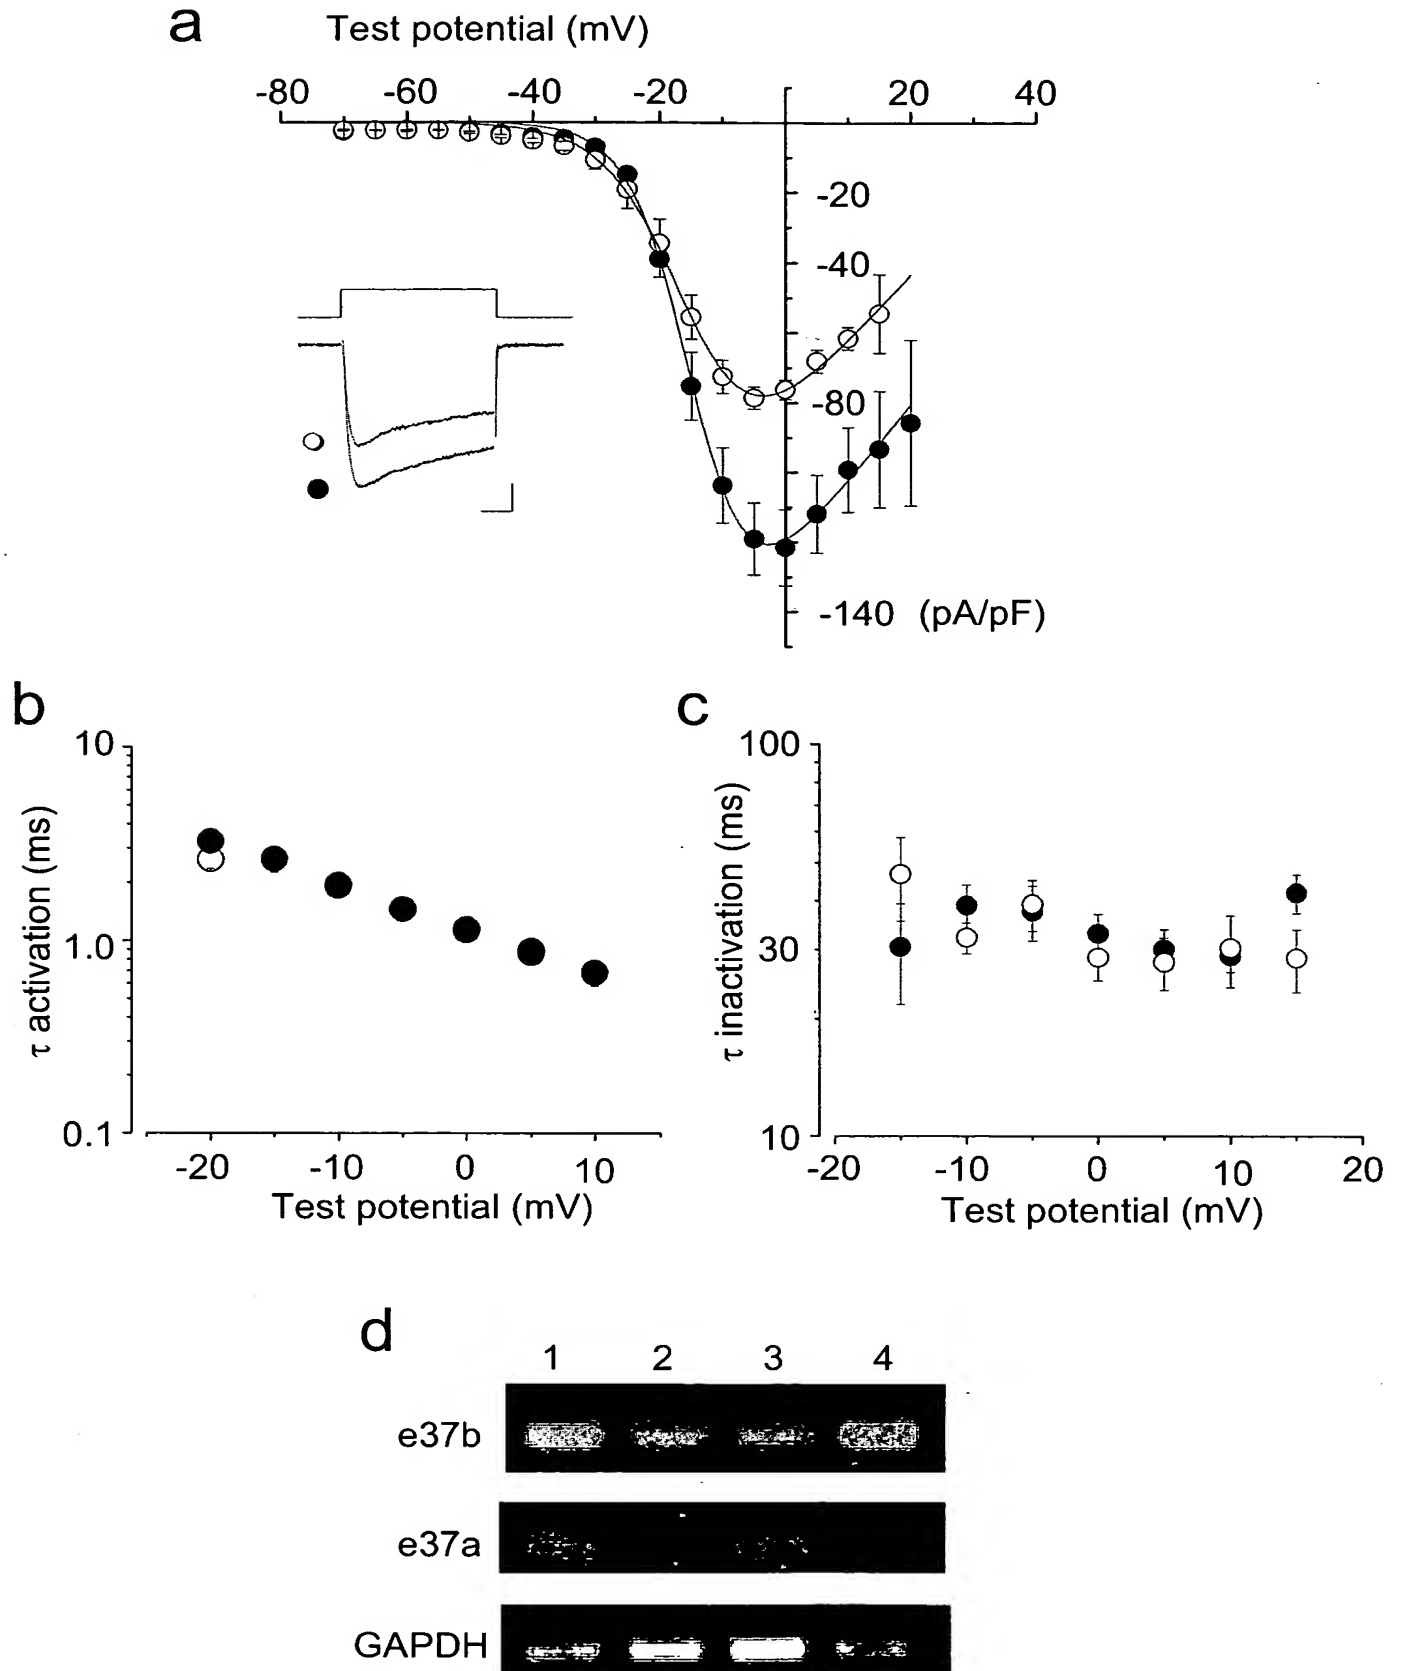 a
Test potential (mV)
-80 -60 -40 -20 20 40
-20
-40
-80
-140 (pA/pF)
b
10
1.0
0.1
τ activation (ms)
-20 -10 0 10
Test potential (mV)
c
100
30
10
τ inactivation (ms)
-20 -10 0 10 20
Test potential (mV)
d
1 2 3 4
e37b
e37a
GAPDH